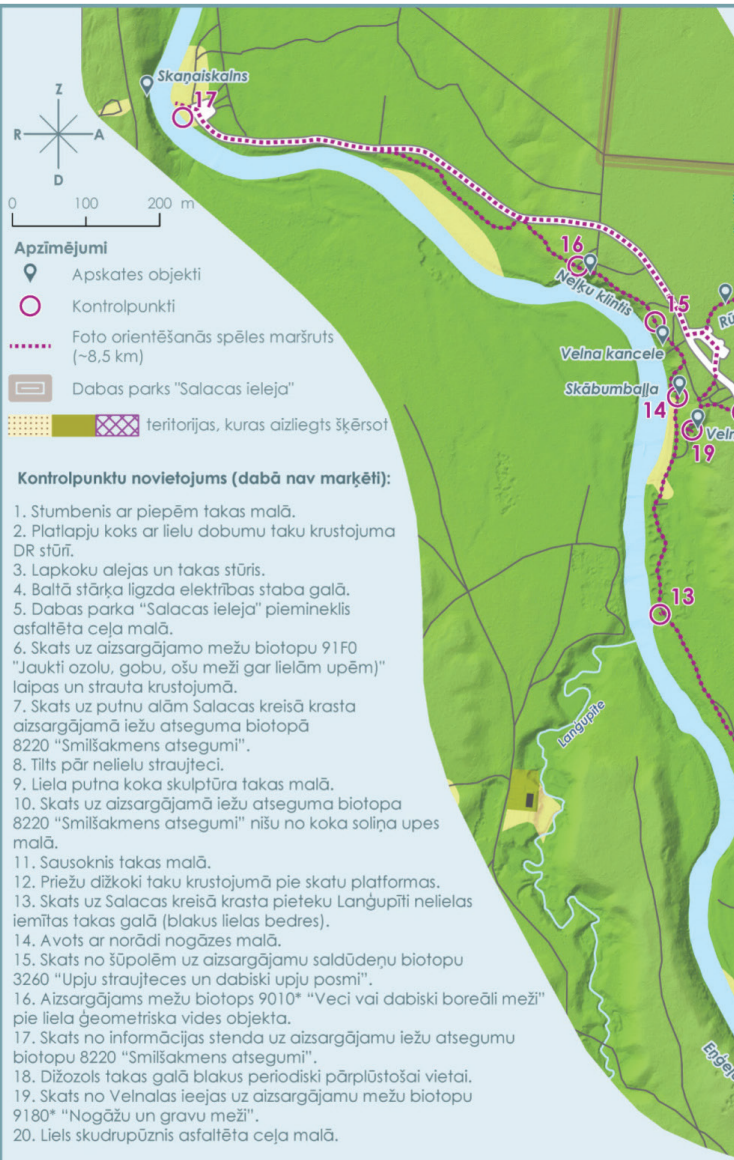 Skaņaiskalns
17
Z
R
A
D
0 100 200 m
Apzīmējumi
Apskates objekti
Kontrolpunkti
Foto orientēšanās spēles maršruts
(~8,5 km)
Dabas parks "Salacas ieleja"
teritorijas, kuras aizliegts šķērsot
16
Neļķu klintis
15
Velna kancele
Skābumbaļļa
14
19
13
Langupīte
Kontrolpunktu novietojums (dabā nav marķēti):
1. Stumbenis ar piepēm takas malā.
2. Platlapju koks ar lielu dobumu taku krustojuma
DR stūrī.
3. Lapkoku alejas un takas stūris.
4. Baltā stārķa ligzda elektrības staba galā.
5. Dabas parka “Salacas ieleja" piemineklis
asfaltēta ceļa malā.
6. Skats uz aizsargājamo mežu biotopu 91F0
"Jaukti ozolu, gobu, ošu meži gar lielām upēm)"
laipas un strauta krustojumā.
7. Skats uz putnu alām Salacas kreisā krasta
aizsargājamā iežu atseguma biotopā
8220 “Smilšakmens atsegumi”.
8. Tilts pār nelielu straujteci.
9. Liela putna koka skulptūra takas malā.
10. Skats uz aizsargājamā iežu atseguma biotopa
8220 “Smilšakmens atsegumi” nišu no koka soliņa upes
malā.
11. Sausoknis takas malā.
12. Priežu dižkoki taku krustojumā pie skatu platformas.
13. Skats uz Salacas kreisā krasta pieteku Lanģupīti nelielas
iemītas takas galā (blakus lielas bedres).
14. Avots ar norādi nogāzes malā.
15. Skats no šūpolēm uz aizsargājamu saldūdeņu biotopu
3260 “Upju straujteces un dabiski upju posmi”.
16. Aizsargājams mežu biotops 9010* “Veci vai dabiski boreāli meži”
pie liela ģeometriska vides objekta.
17. Skats no informācijas stenda uz aizsargājamu iežu atsegumu
biotopu 8220 “Smilšakmens atsegumi”.
18. Dižozols takas galā blakus periodiski pārplūstošai vietai.
19. Skats no Velnalas ieejas uz aizsargājamu mežu biotopu
9180* “Nogāžu un gravu meži”.
20. Liels skudrupūznis asfaltēta ceļa malā.